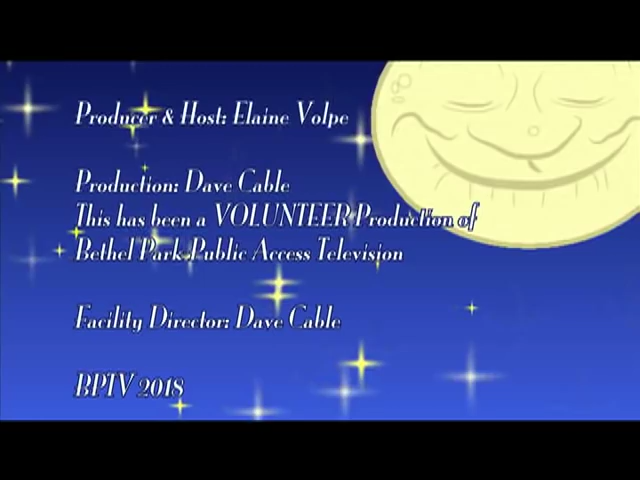 Producer & Host: Elaine Volpe
Production: Dave Cable
This has been a VOLUNTEER Production of
Bethel Park Public Access Television
Facility Director: Dave Cable
BPTV 2018